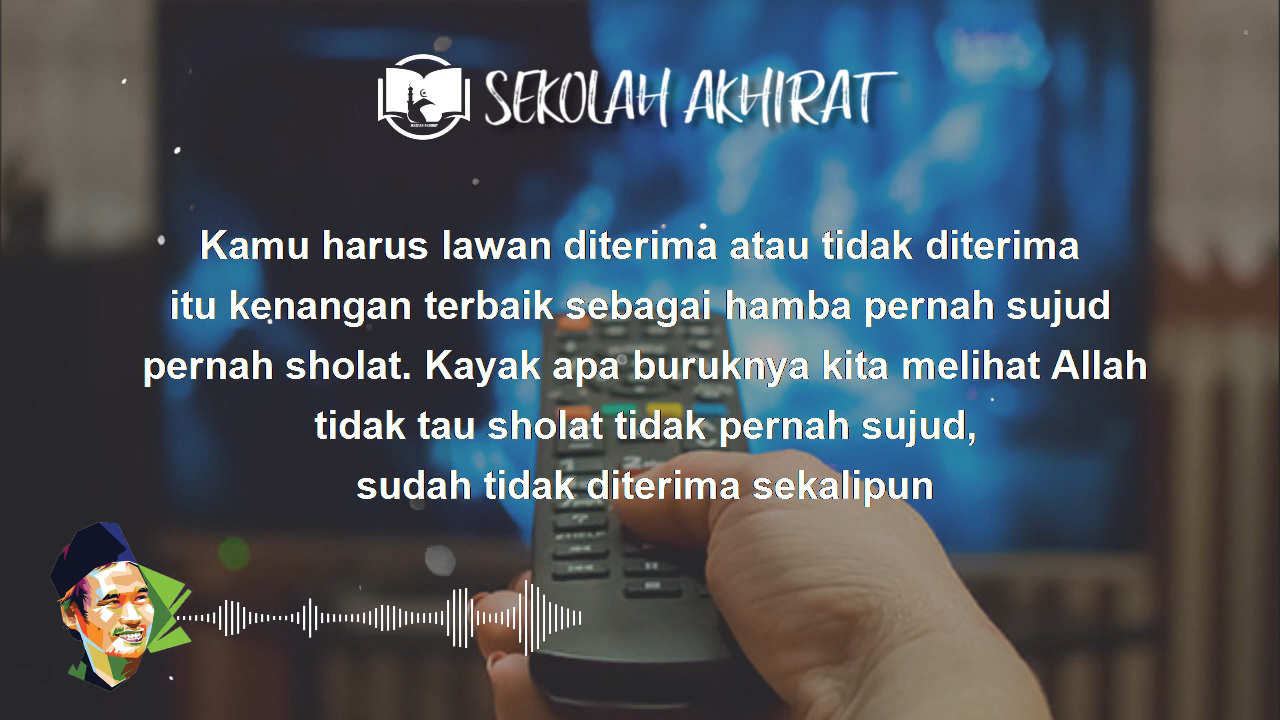 SEKOLAH AKHIRAT
Kamu harus lawan diterima atau tidak diterima
itu kenangan terbaik sebagai hamba pernah sujud
pernah sholat. Kayak apa buruknya kita melihat Allah
tidak tau sholat tidak pernah sujud,
sudah tidak diterima sekalipun